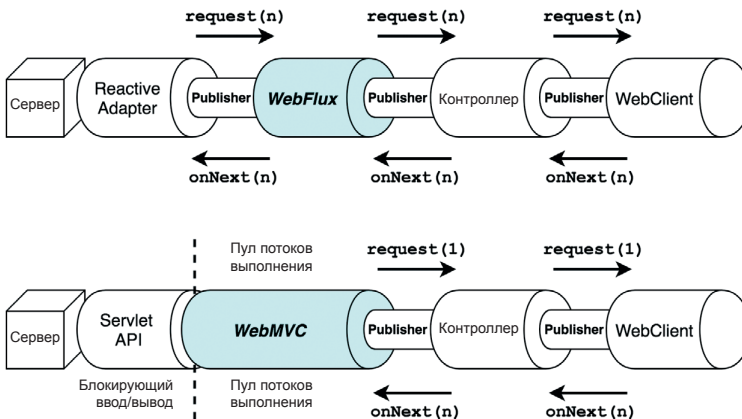 request(n)
request(n)
request(n)
Сервер
Reactive
Adapter
Publisher
WebFlux
Publisher
Контроллер
Publisher
WebClient
onNext(n)
onNext(n)
onNext(n)
Пул потоков
выполнения
request(1)
request(1)
Сервер
Servlet
API
WebMVC
Publisher
Контроллер
Publisher
WebClient
Блокирующий
ввод/вывод
Пул потоков
выполнения
onNext(n)
onNext(n)